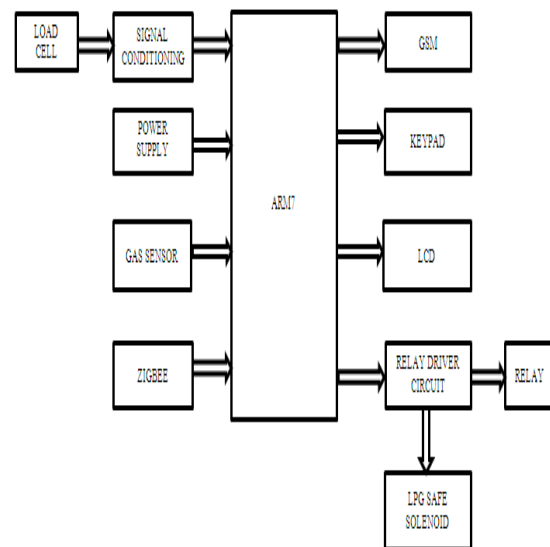 LOAD
CELL
SIGNAL
CONDITIONING
GSM
POWER
SUPPLY
KEYPAD
ARM7
GAS SENSOR
LCD
ZIGBEE
RELAY DRIVER
CIRCUIT
RELAY
LPG SAFE
SOLENOID